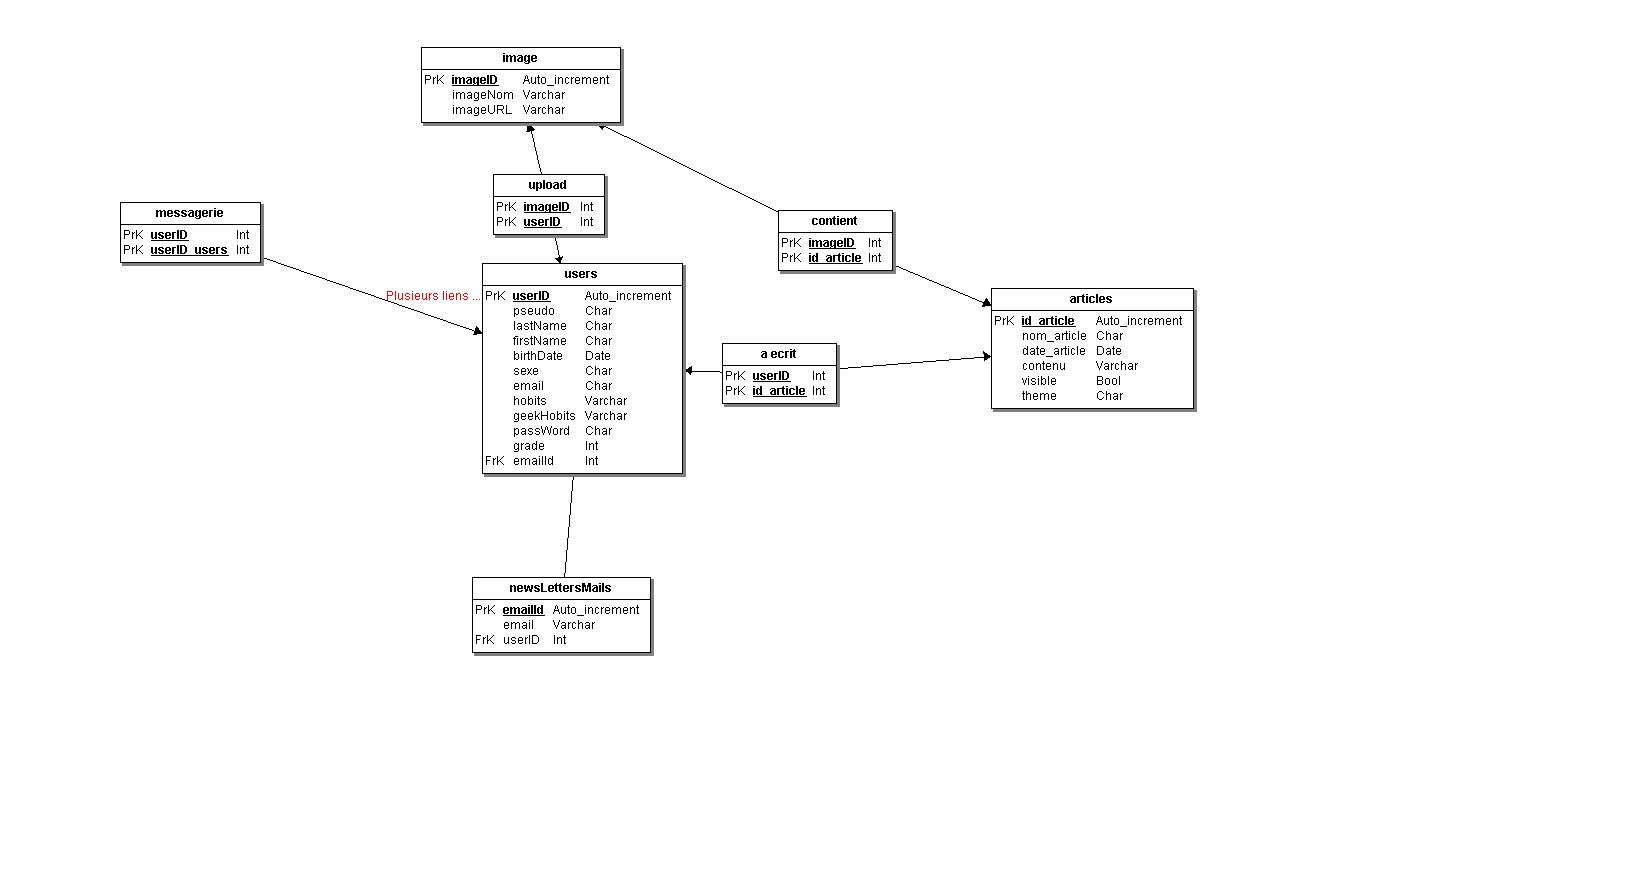 image
PrK imageID Auto_increment
imageNom Varchar
imageURL Varchar
upload
PrK imageID Int
PrK userID Int
messagerie
PrK userID Int
PrK userID_users Int
contient
PrK imageID Int
PrK id_article Int
Plusieurs liens ...
users
PrK userID Auto_increment
pseudo Char
lastName Char
firstName Char
birthDate Date
sexe Char
email Char
hobits Varchar
geekHobits Varchar
passWord Char
grade Int
FrK emailId Int
articles
PrK id_article Auto_increment
nom_article Char
date_article Date
contenu Varchar
visible Bool
theme Char
a ecrit
PrK userID Int
PrK id_article Int
newsLettersMails
PrK emailId Auto_increment
email Varchar
FrK userID Int